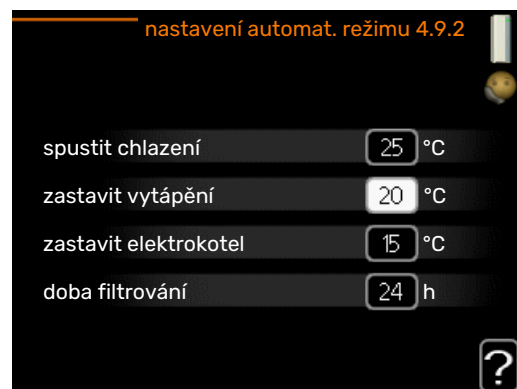 nastavení automat. režimu 4.9.2
spustit chlazení 25 °C
zastavit vytápění 20 °C
zastavit elektrokotel 15 °C
doba filtrování 24 h
?